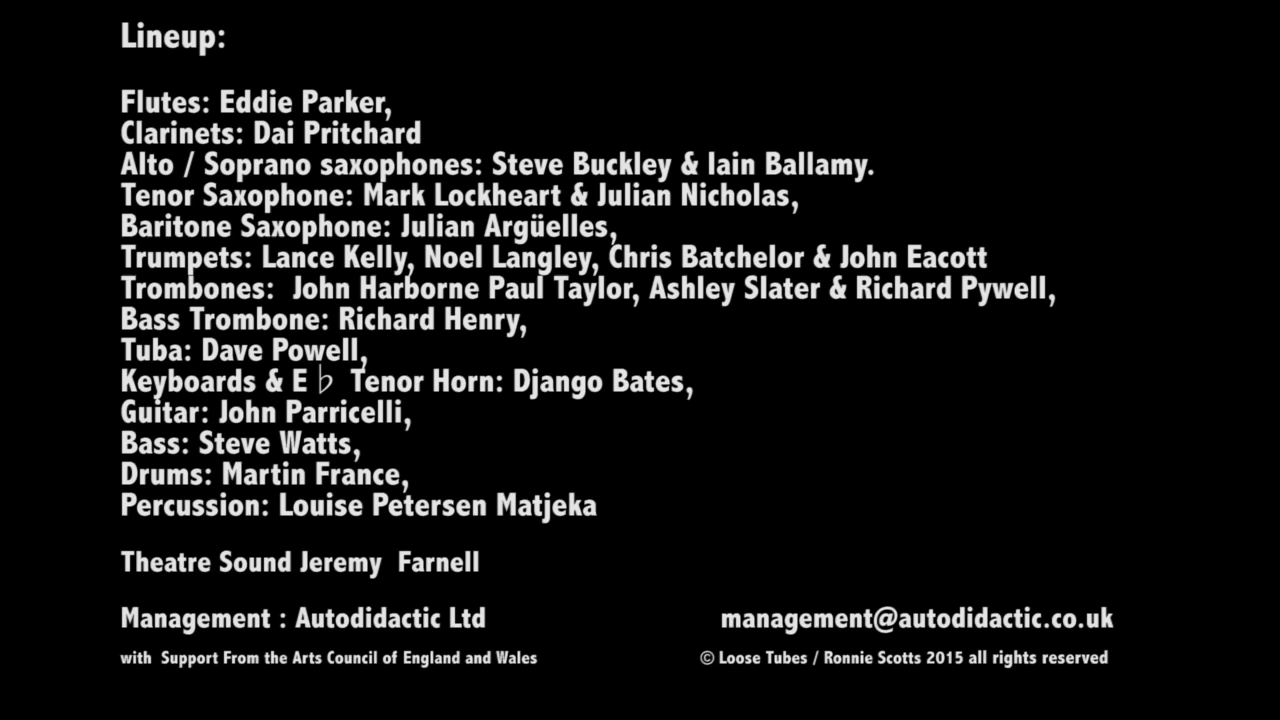 Lineup:
Flutes: Eddie Parker,
Clarinets: Dai Pritchard
Alto / Soprano saxophones: Steve Buckley & Iain Ballamy.
Tenor Saxophone: Mark Lockheart & Julian Nicholas,
Baritone Saxophone: Julian Argüelles,
Trumpets: Lance Kelly, Noel Langley, Chris Batchelor & John Eacott
Trombones:  John Harborne Paul Taylor, Ashley Slater & Richard Pywell,
Bass Trombone: Richard Henry,
Tuba: Dave Powell,
Keyboards & E ♭ Tenor Horn: Django Bates,
Guitar: John Parricelli,
Bass: Steve Watts,
Drums: Martin France,
Percussion: Louise Petersen Matjeka
Theatre Sound Jeremy  Farnell
Management : Autodidactic Ltd management@autodidactic.co.uk
with  Support From the Arts Council of England and Wales © Loose Tubes / Ronnie Scotts 2015 all rights reserved